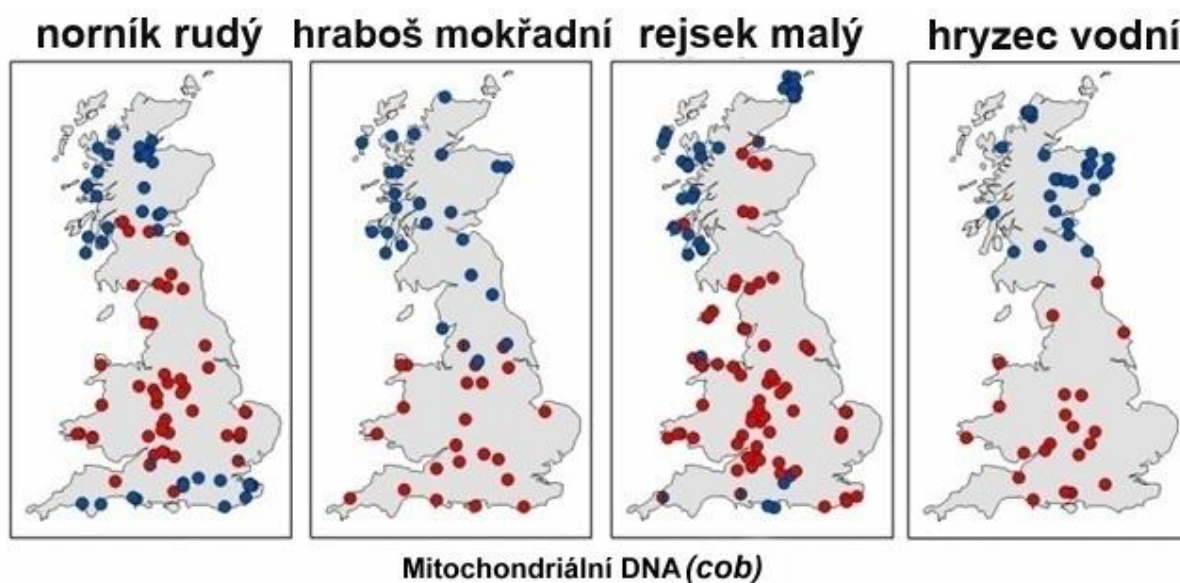 norník rudý hraboš mokřadní rejsek malý hryzec vodní
Mitochondriální DNA (cob)